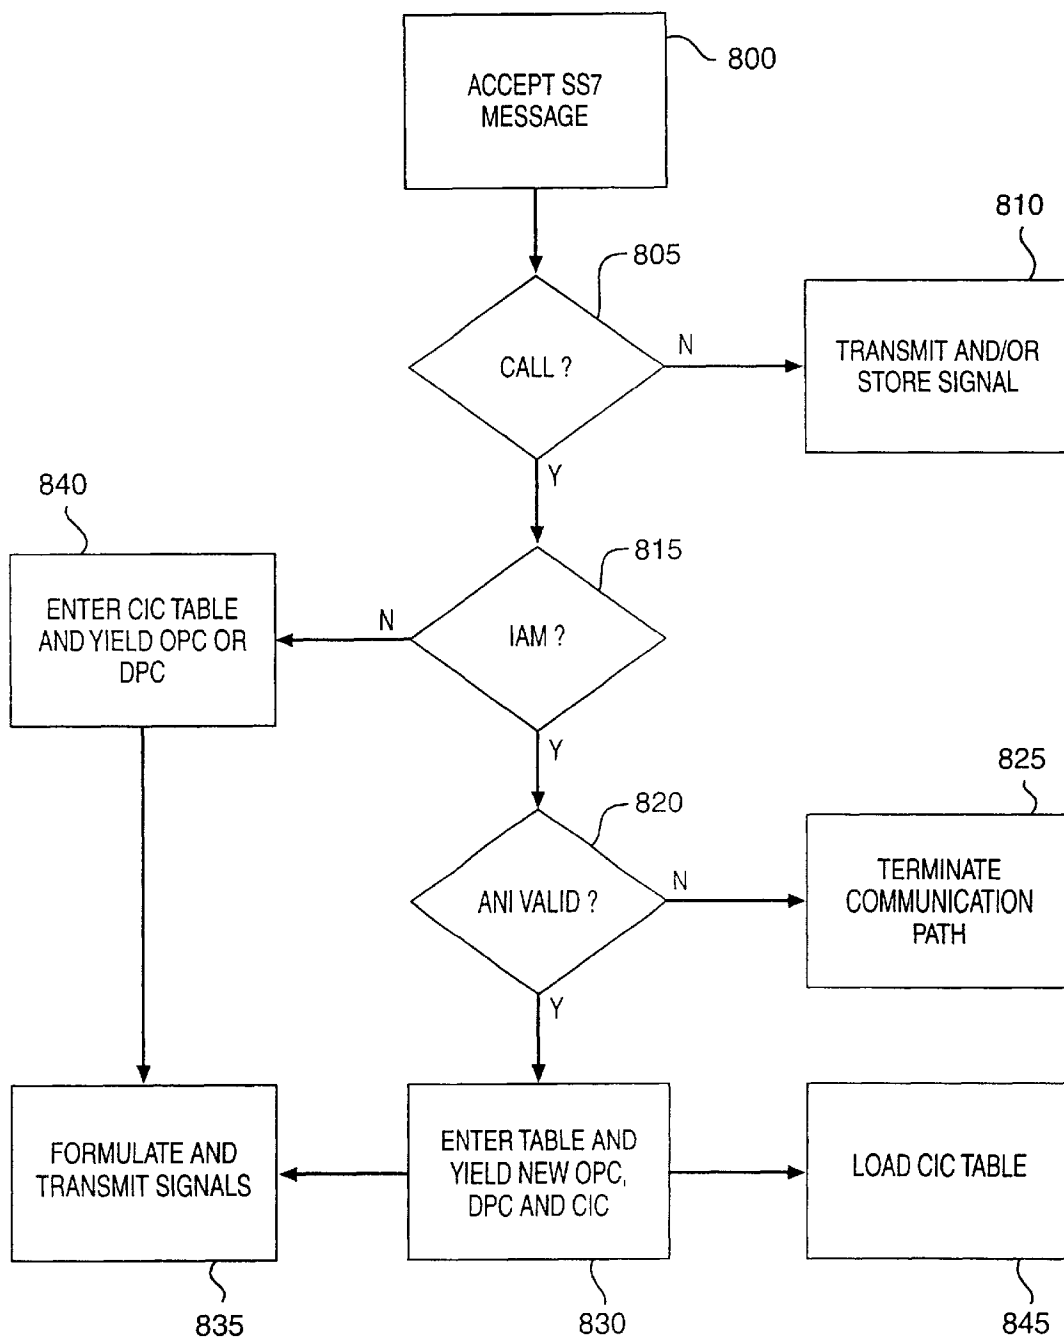 ACCEPT SS7
MESSAGE
800
805
CALL ?
N
810
TRANSMIT AND/OR
STORE SIGNAL
Y
840
ENTER CIC TABLE
AND YIELD OPC OR
DPC
N
815
IAM ?
Y
820
ANI VALID ?
N
825
TERMINATE
COMMUNICATION
PATH
Y
FORMULATE AND
TRANSMIT SIGNALS
835
ENTER TABLE AND
YIELD NEW OPC,
DPC AND CIC
830
LOAD CIC TABLE
845